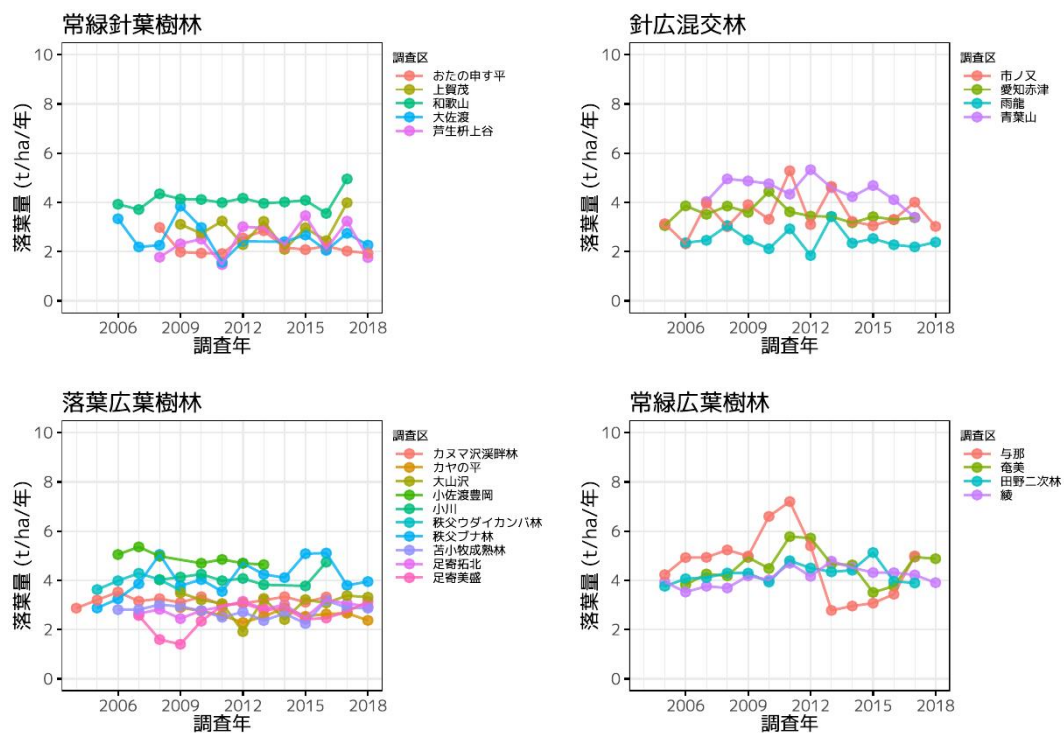 常緑針葉樹林
10
8
6
4
2
0
落葉量 (t/ha/年)
2006 2009 2012 2015 2018
調査年
調査区
おたの申す平
上賀茂
和歌山
大佐渡
芦生枡上谷
針広混交林
10
8
6
4
2
0
落葉量 (t/ha/年)
2006 2009 2012 2015 2018
調査年
調査区
市ノ又
愛知赤津
雨龍
青葉山
落葉広葉樹林
10
8
6
4
2
0
落葉量 (t/ha/年)
2006 2009 2012 2015 2018
調査年
調査区
カヌマ沢渓畔林
カヤの平
大山沢
小佐渡豊岡
小川
秩父ウダイカンバ林
秩父ブナ林
苫小牧成熟林
足寄拓北
足寄美盛
常緑広葉樹林
10
8
6
4
2
0
落葉量 (t/ha/年)
2006 2009 2012 2015 2018
調査年
調査区
与那
奄美
田野二次林
綾